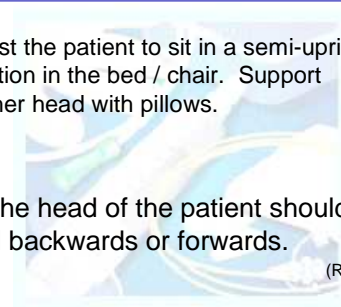 st the patient to sit in a semi-upri
tion in the bed / chair. Support
her head with pillows.
he head of the patient should
backwards or forwards.
(R